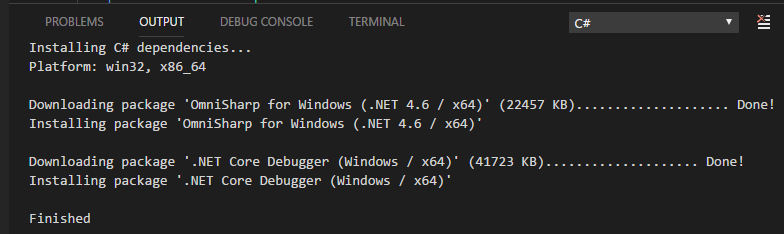 PROBLEMS OUTPUT DEBUG CONSOLE TERMINAL C#
Installing C# dependencies...
Platform: win32, x86_64
Downloading package 'OmniSharp for Windows (.NET 4.6 / x64)' (22457 KB).................... Done!
Installing package 'OmniSharp for Windows (.NET 4.6 / x64)'
Downloading package '.NET Core Debugger (Windows / x64)' (41723 KB).................... Done!
Installing package '.NET Core Debugger (Windows / x64)'
Finished